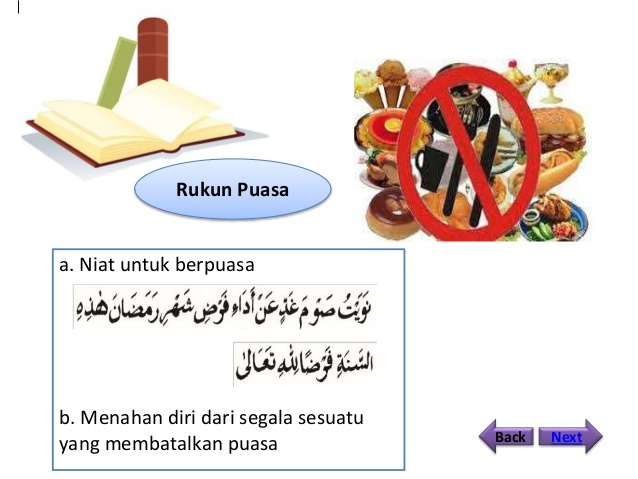 Rukun Puasa
a. Niat untuk berpuasa
نَوَيْتُ صَوْمَ غَدٍ عَنْ أَدَاءِ فَرْضِ شَهْرِ رَمَضَانَ هٰذِهِ
السَّنَةِ فَرْضًا لِلّٰهِ تَعَالٰى
b. Menahan diri dari segala sesuatu
yang membatalkan puasa
Back Next